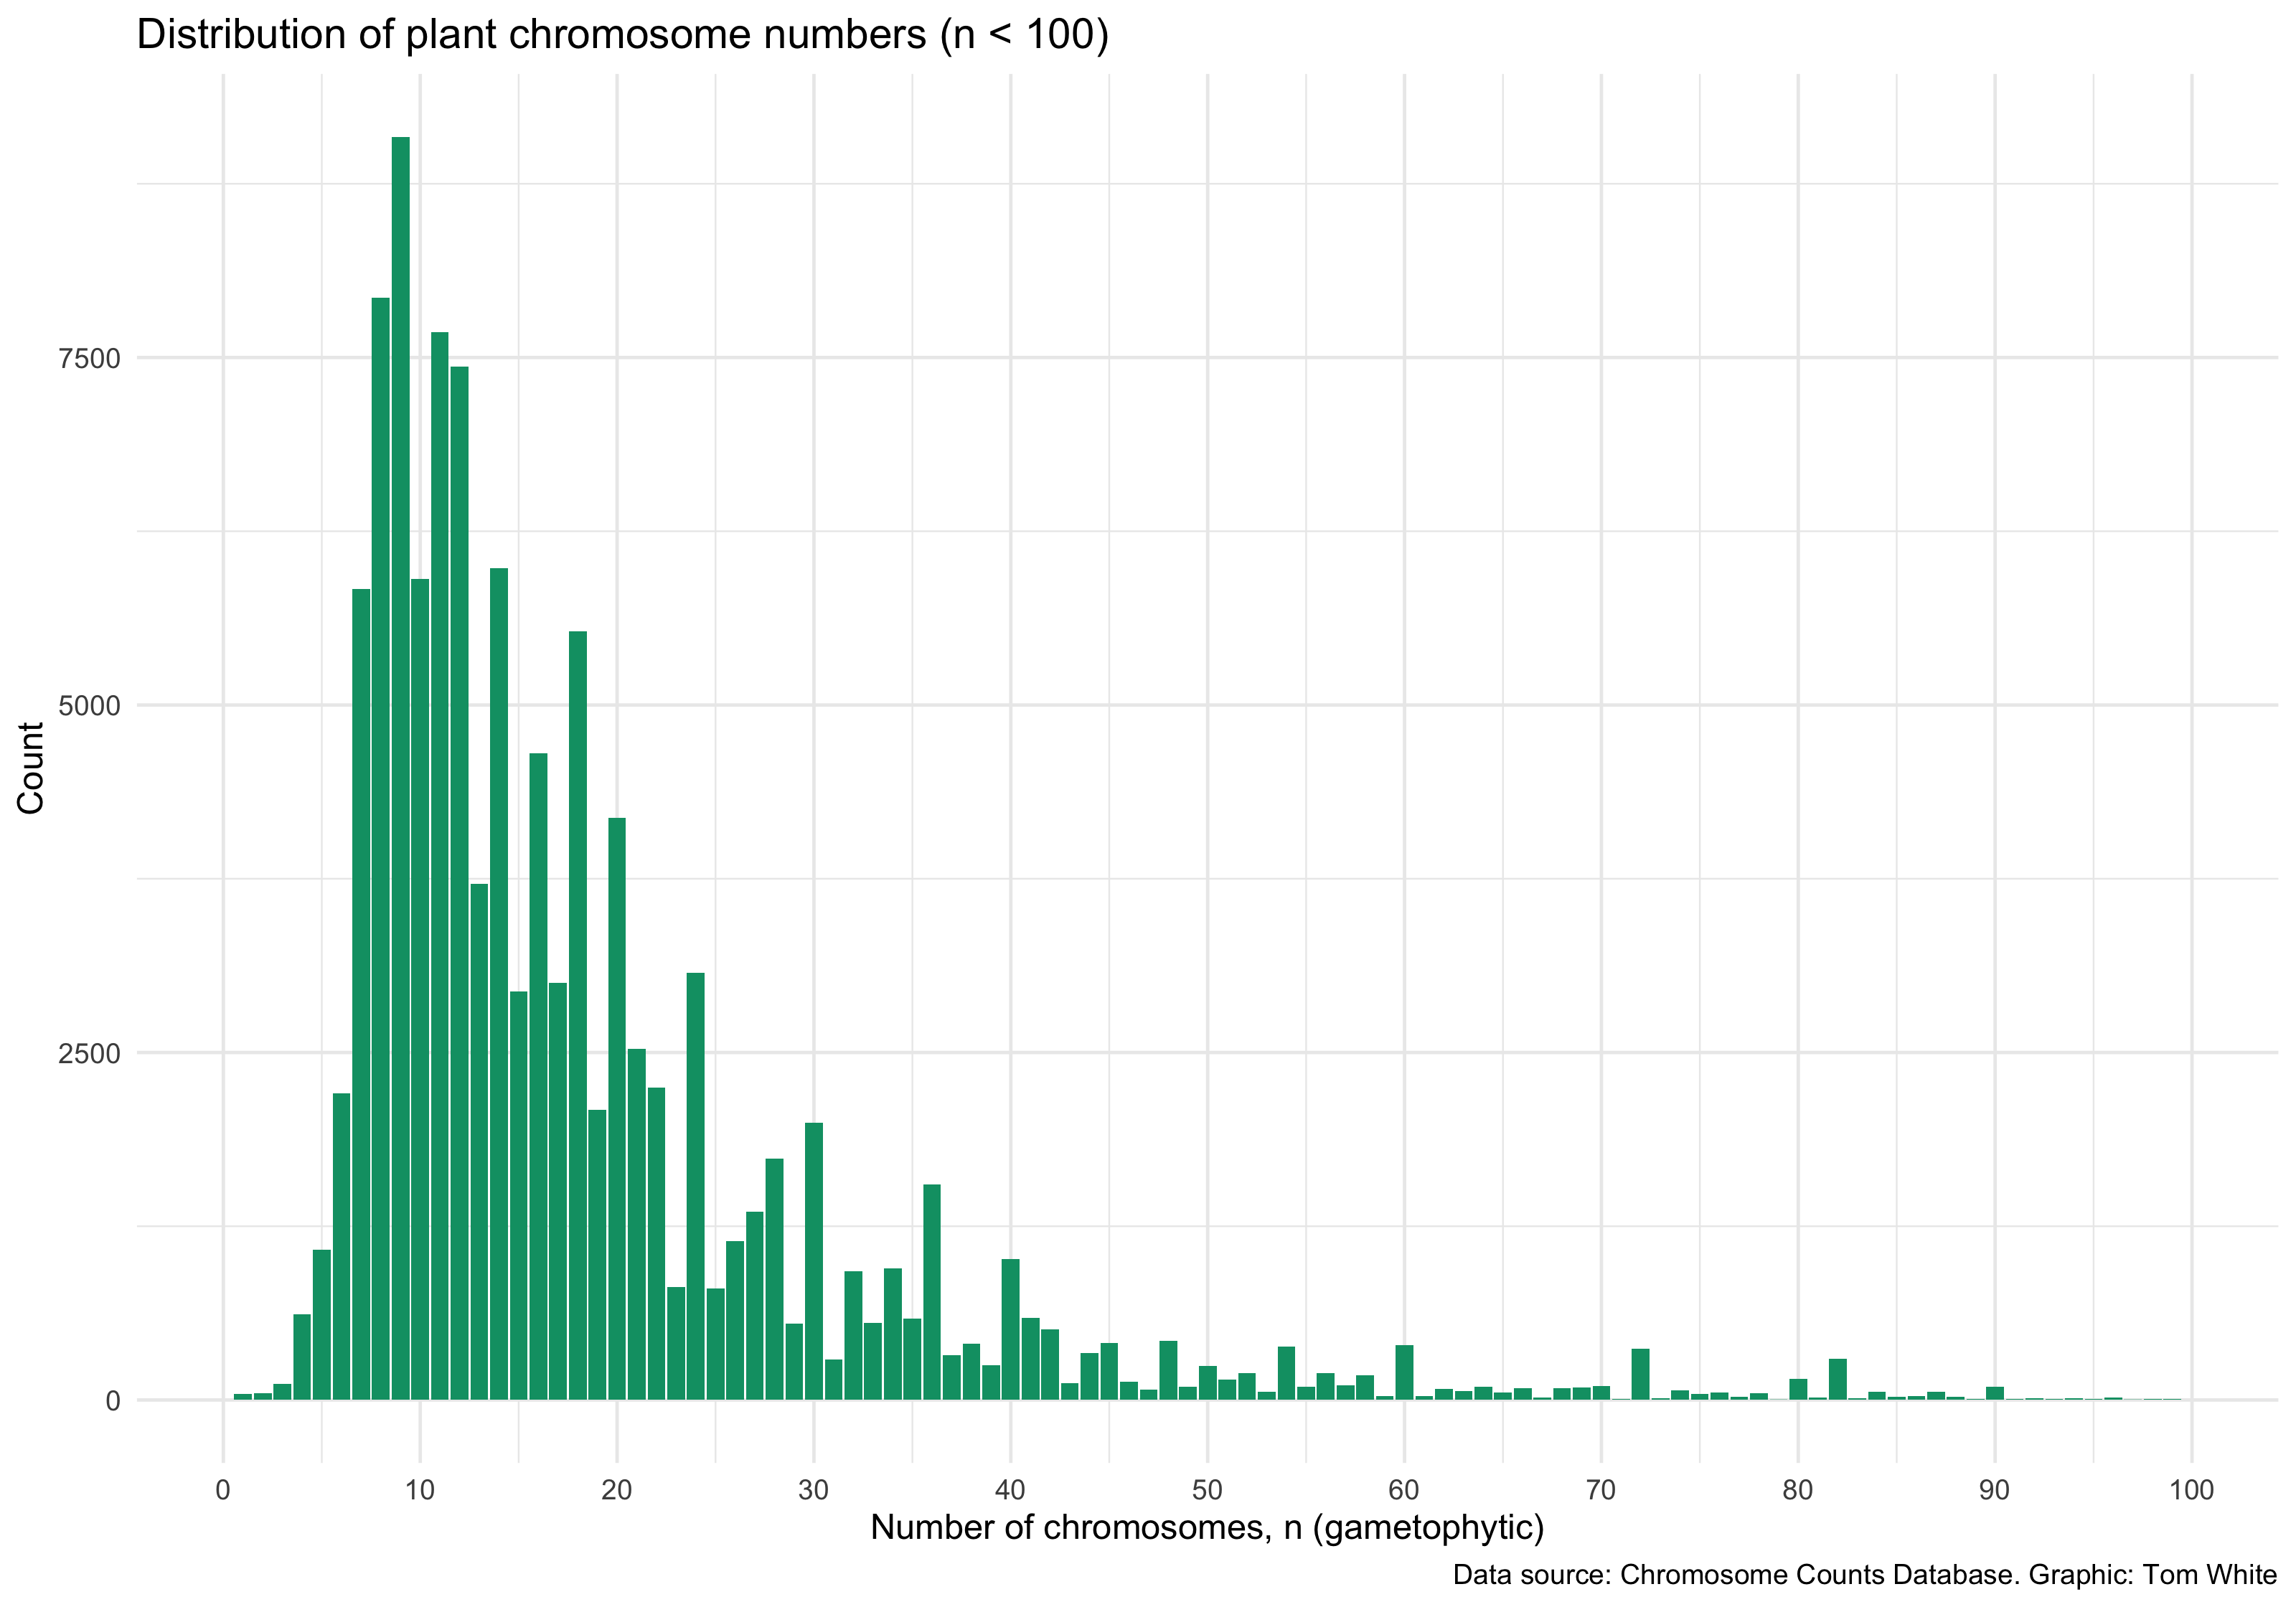 Distribution of plant chromosome numbers (n < 100)
Count
7500
5000
2500
0
0 10 20 30 40 50 60 70 80 90 100
Number of chromosomes, n (gametophytic)
Data source: Chromosome Counts Database. Graphic: Tom White